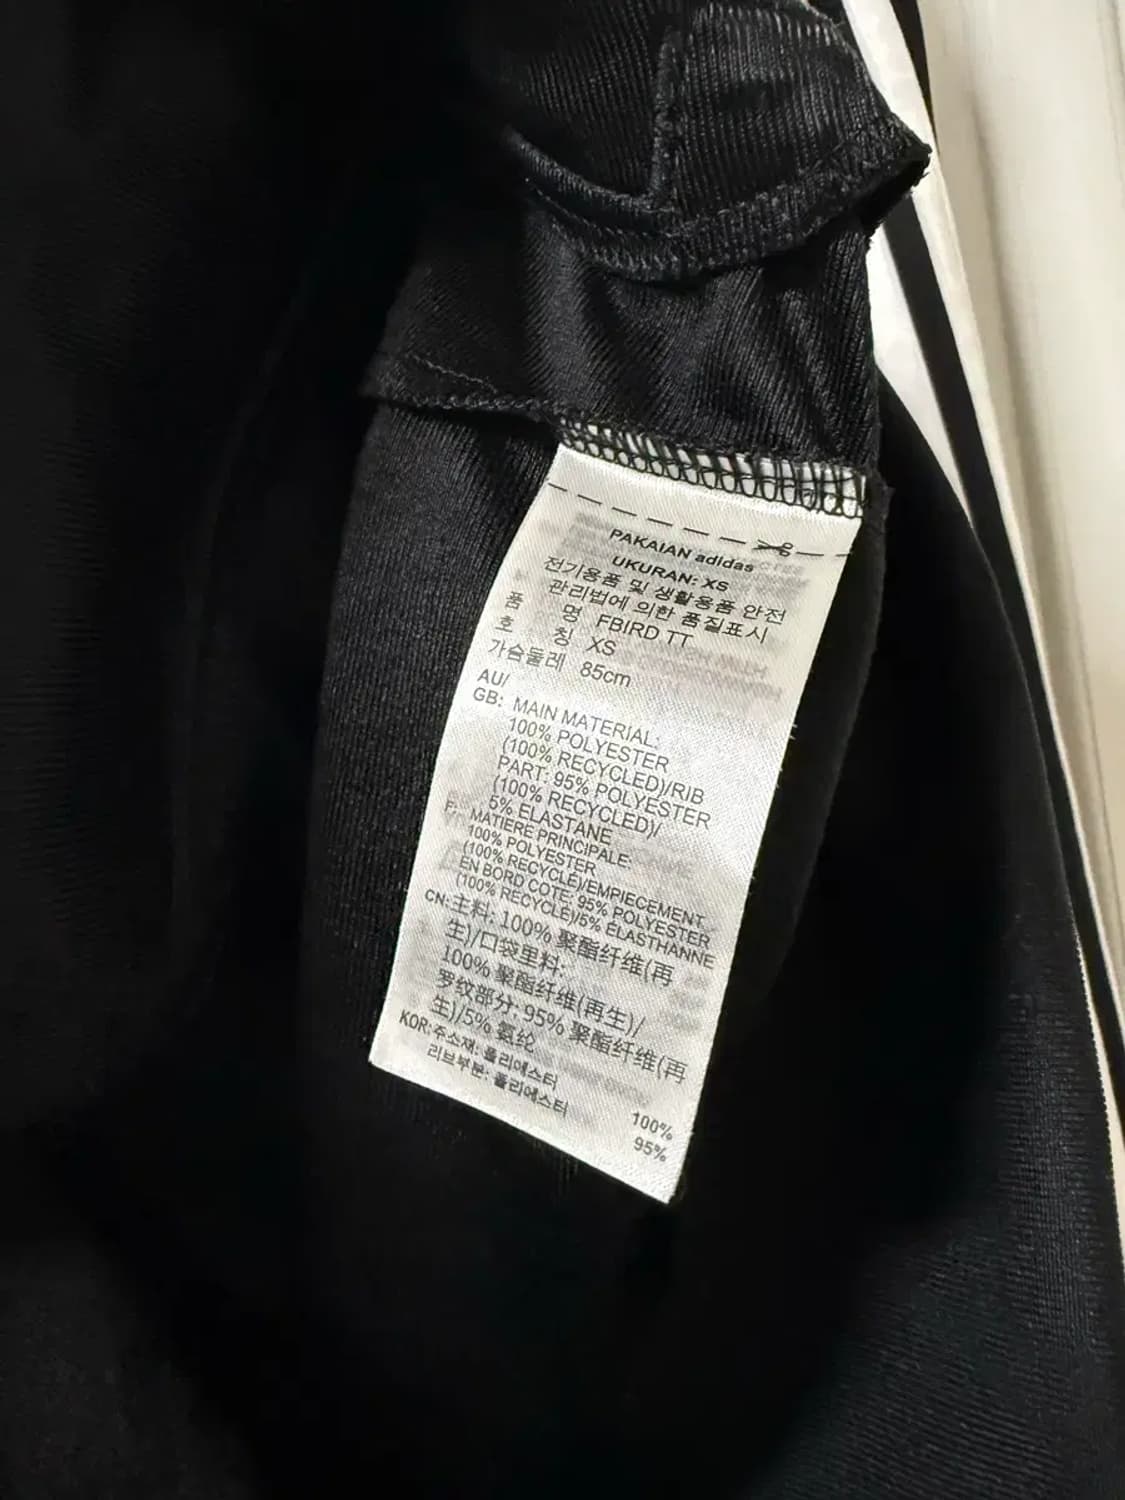 PAKAIAN adidas
UKURAN: XS
전기용품 및 생활용품 안전
관리법에 의한 품질표시
품 명 FBIRD TT
호 칭 XS
가슴둘레 85cm
AU/
GB: MAIN MATERIAL:
100% POLYESTER
(100% RECYCLED)/RIB
PART: 95% POLYESTER
(100% RECYCLED)/
5% ELASTANE
F: MATIERE PRINCIPALE:
100% POLYESTER
(100% RECYCLÉ)/EMPIECEMENT
EN BORD COTE: 95% POLYESTER
(100% RECYCLÉ)/5% ÉLASTHANNE
CN: 主料: 100% 聚酯纤维(再
生)/口袋里料:
100% 聚酯纤维(再生)/
罗纹部分: 95% 聚酯纤维(再
生)/5% 氨纶
KOR: 주소재: 폴리에스터 100%
리브부분: 폴리에스터 95%